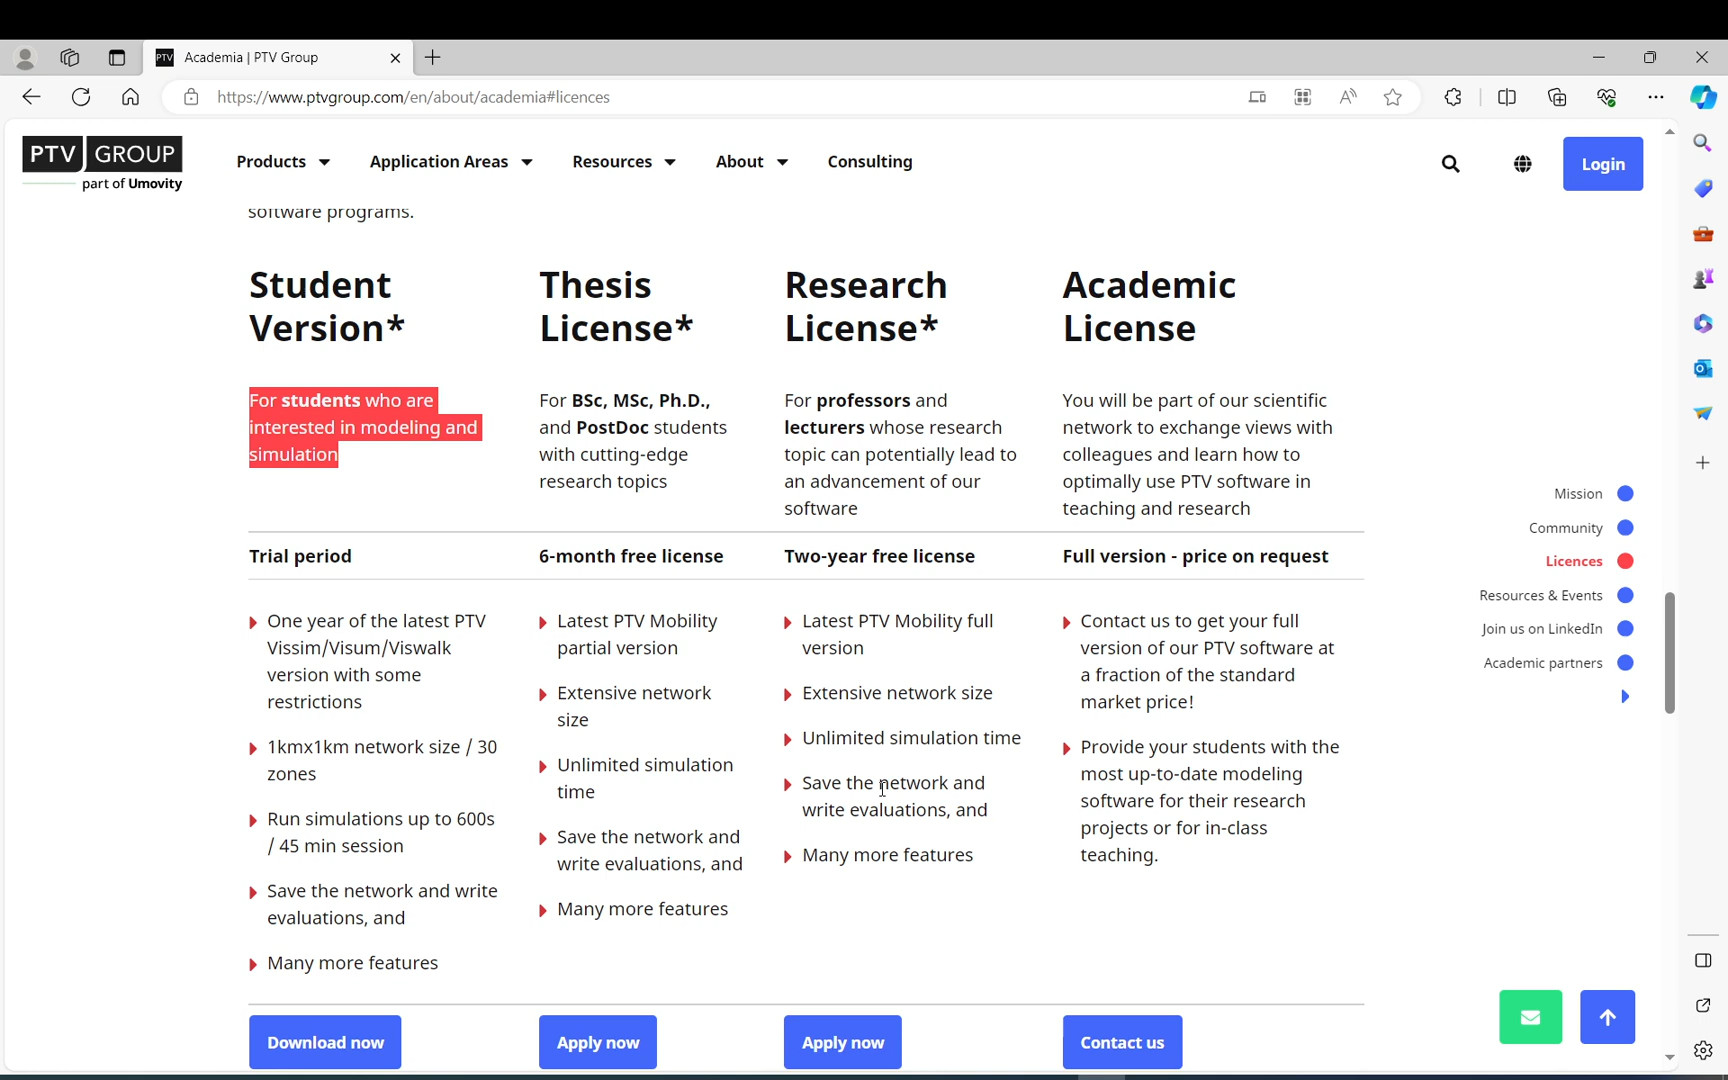 Academia | PTV Group
https://www.ptvgroup.com/en/about/academia#licences
PTV GROUP
part of Umovity
Products
Application Areas
Resources
About
Consulting
Login
software programs.
Student
Version*
For students who are
interested in modeling and
simulation
Trial period
One year of the latest PTV
Vissim/Visum/Viswalk
version with some
restrictions
1kmx1km network size / 30
zones
Run simulations up to 600s
/ 45 min session
Save the network and write
evaluations, and
Many more features
Download now
Thesis
License*
For BSc, MSc, Ph.D.,
and PostDoc students
with cutting-edge
research topics
6-month free license
Latest PTV Mobility
partial version
Extensive network
size
Unlimited simulation
time
Save the network and
write evaluations, and
Many more features
Apply now
Research
License*
For professors and
lecturers whose research
topic can potentially lead to
an advancement of our
software
Two-year free license
Latest PTV Mobility full
version
Extensive network size
Unlimited simulation time
Save the network and
write evaluations, and
Many more features
Apply now
Academic
License
You will be part of our scientific
network to exchange views with
colleagues and learn how to
optimally use PTV software in
teaching and research
Full version - price on request
Contact us to get your full
version of our PTV software at
a fraction of the standard
market price!
Provide your students with the
most up-to-date modeling
software for their research
projects or for in-class
teaching.
Contact us
Mission
Community
Licences
Resources & Events
Join us on LinkedIn
Academic partners